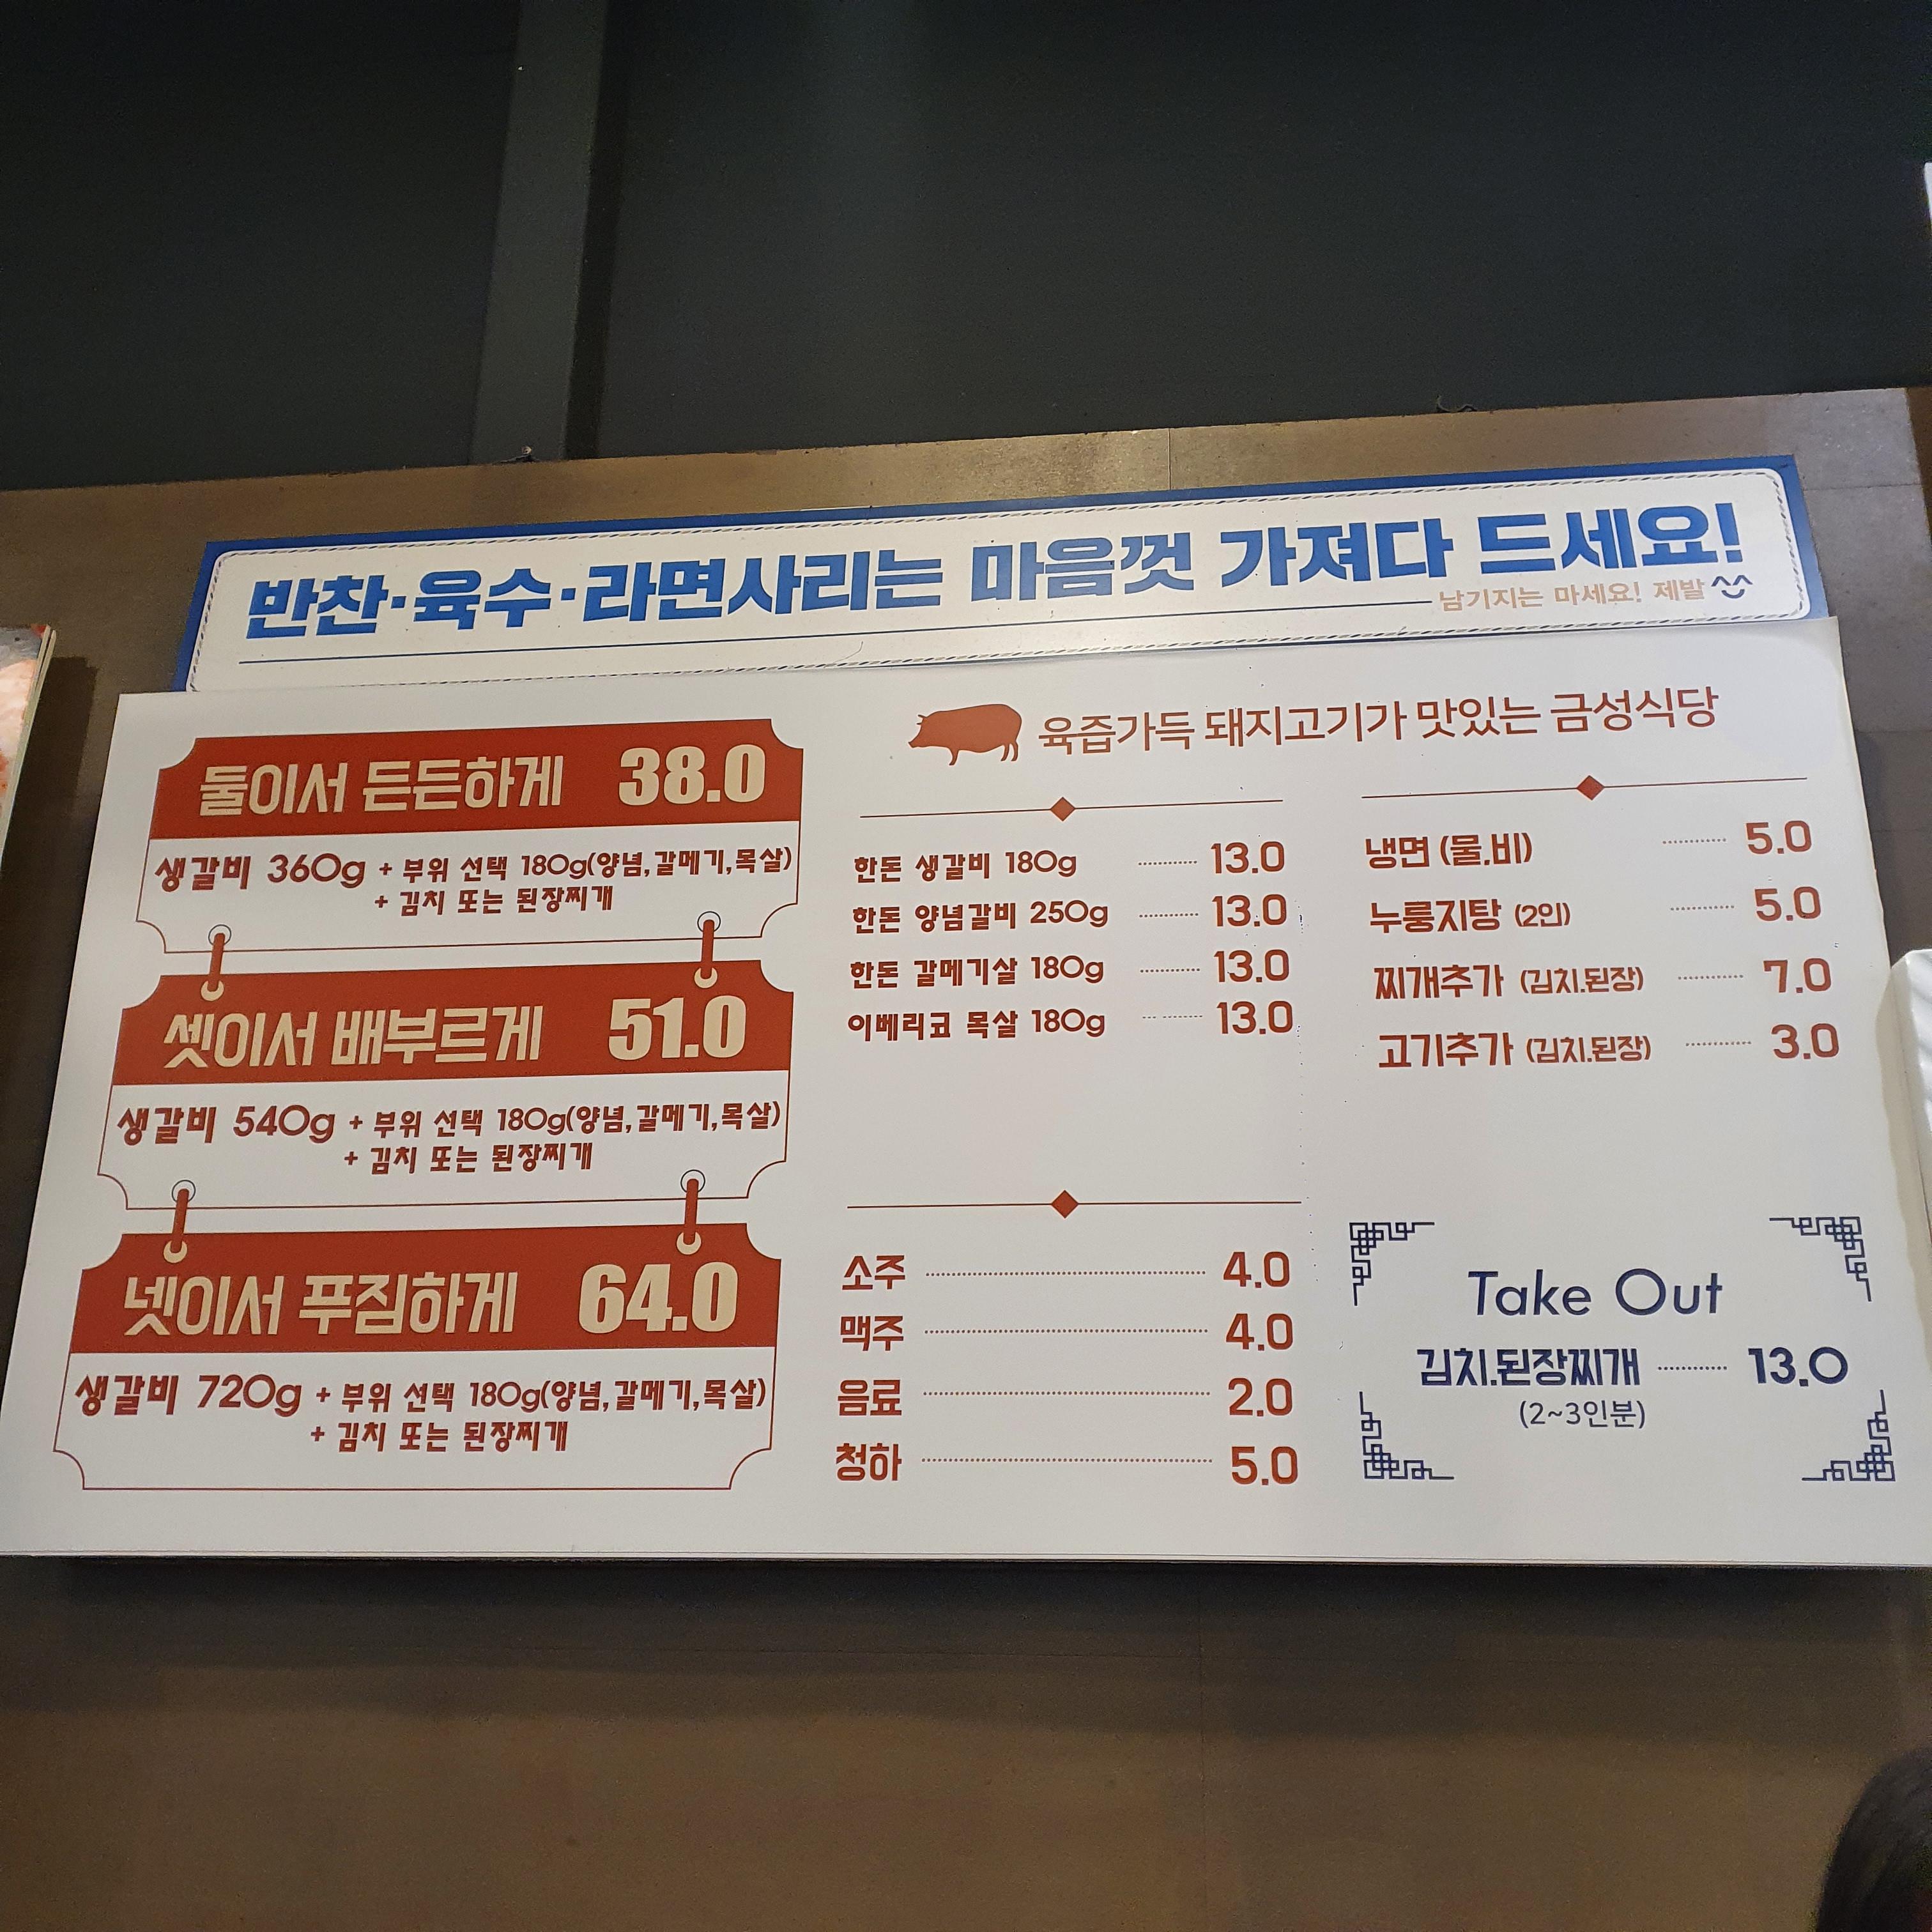 반찬·육수·라면사리는 마음껏 가져다 드세요!
남기지는 마세요! 제발^^
둘이서 든든하게 38.0
생갈비 360g + 부위 선택 180g(양념,갈메기,목살)
+ 김치 또는 된장찌개
셋이서 배부르게 51.0
생갈비 540g + 부위 선택 180g(양념,갈메기,목살)
+ 김치 또는 된장찌개
넷이서 푸짐하게 64.0
생갈비 720g + 부위 선택 180g(양념,갈메기,목살)
+ 김치 또는 된장찌개
육즙가득 돼지고기가 맛있는 금성식당
한돈 생갈비 180g 13.0
한돈 양념갈비 250g 13.0
한돈 갈메기살 180g 13.0
이베리코 목살 180g 13.0
소주 4.0
맥주 4.0
음료 2.0
청하 5.0
냉면 (물.비) 5.0
누룽지탕 (2인) 5.0
찌개추가 (김치.된장) 7.0
고기추가 (김치.된장) 3.0
Take Out
김치.된장찌개 13.0
(2~3인분)